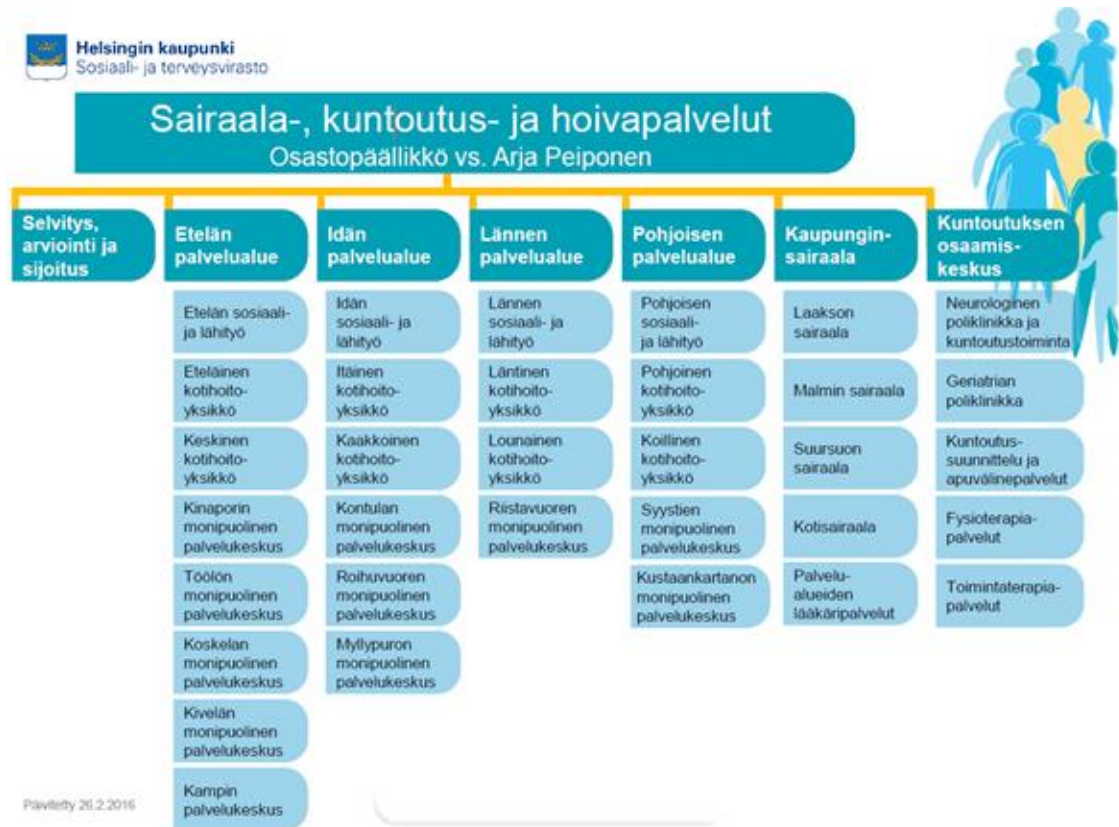 Helsingin kaupunki
Sosiaali- ja terveysvirasto
Sairaala-, kuntoutus- ja hoivapalvelut
Osastopäällikkö vs. Arja Peiponen
Selvitys,
arviointi ja
sijoitus
Etelän
palvelualue
Etelän sosiaali-
ja lähityö
Eteläinen
kotihoito-
yksikkö
Keskinen
kotihoito-
yksikkö
Kinaporin
monipuolinen
palvelukeskus
Töölön
monipuolinen
palvelukeskus
Koskelan
monipuolinen
palvelukeskus
Kivelän
monipuolinen
palvelukeskus
Kampin
palvelukeskus
Idän
palvelualue
Idän
sosiaali- ja
lähityö
Itäinen
kotihoito-
yksikkö
Kaakkoinen
kotihoito-
yksikkö
Kontulan
monipuolinen
palvelukeskus
Roihuvuoren
monipuolinen
palvelukeskus
Myllypuron
monipuolinen
palvelukeskus
Lännen
palvelualue
Lännen
sosiaali- ja
lähityö
Läntinen
kotihoito-
yksikkö
Lounainen
kotihoito-
yksikkö
Riistavuoren
monipuolinen
palvelukeskus
Pohjoisen
palvelualue
Pohjoisen
sosiaali-
ja lähityö
Pohjoinen
kotihoito-
yksikkö
Koillinen
kotihoito-
yksikkö
Syystien
monipuolinen
palvelukeskus
Kustaankartanon
monipuolinen
palvelukeskus
Kaupungin-
sairaala
Laakson
sairaala
Malmin sairaala
Suursuon
sairaala
Kotisairaala
Palvelu-
alueiden
lääkäripalvelut
Kuntoutuksen
osaamis-
keskus
Neurologinen
poliklinikka ja
kuntoutustoiminta
Geriatrian
poliklinikka
Kuntoutus-
suunnittelu ja
apuvälinepalvelut
Fysioterapia-
palvelut
Toimintaterapia-
palvelut
Päivitetty 26.2.2016